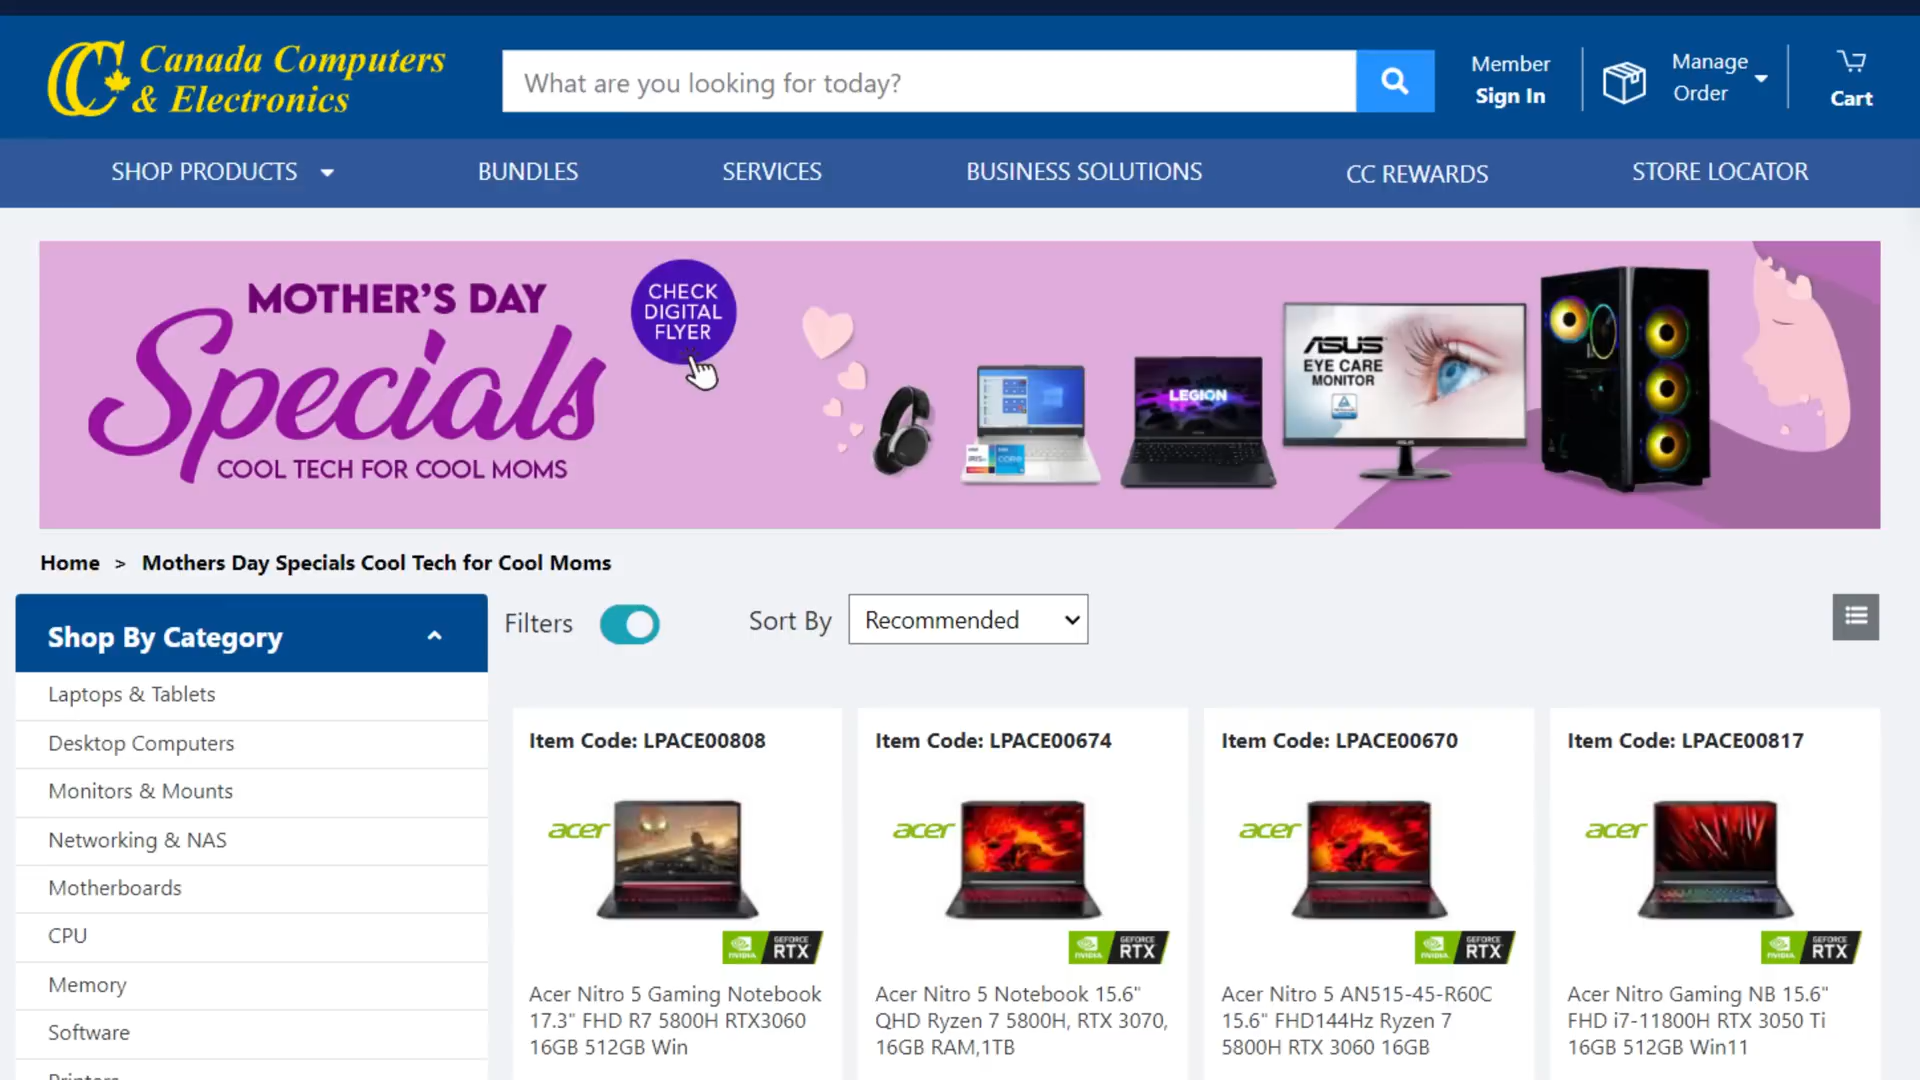 Canada Computers
& Electronics
What are you looking for today?
Member
Sign In
Manage
Order
Cart
SHOP PRODUCTS
BUNDLES
SERVICES
BUSINESS SOLUTIONS
CC REWARDS
STORE LOCATOR
MOTHER'S DAY
Specials
COOL TECH FOR COOL MOMS
CHECK
DIGITAL
FLYER
LEGION
ASUS
EYE CARE
MONITOR
Home > Mothers Day Specials Cool Tech for Cool Moms
Shop By Category
Laptops & Tablets
Desktop Computers
Monitors & Mounts
Networking & NAS
Motherboards
CPU
Memory
Software
Printers
Filters
Sort By
Recommended
Item Code: LPACE00808
acer
NVIDIA GEFORCE RTX
Acer Nitro 5 Gaming Notebook
17.3" FHD R7 5800H RTX3060
16GB 512GB Win
Item Code: LPACE00674
acer
NVIDIA GEFORCE RTX
Acer Nitro 5 Notebook 15.6"
QHD Ryzen 7 5800H, RTX 3070,
16GB RAM,1TB
Item Code: LPACE00670
acer
NVIDIA GEFORCE RTX
Acer Nitro 5 AN515-45-R60C
15.6" FHD144Hz Ryzen 7
5800H RTX 3060 16GB
Item Code: LPACE00817
acer
NVIDIA GEFORCE RTX
Acer Nitro Gaming NB 15.6"
FHD i7-11800H RTX 3050 Ti
16GB 512GB Win11